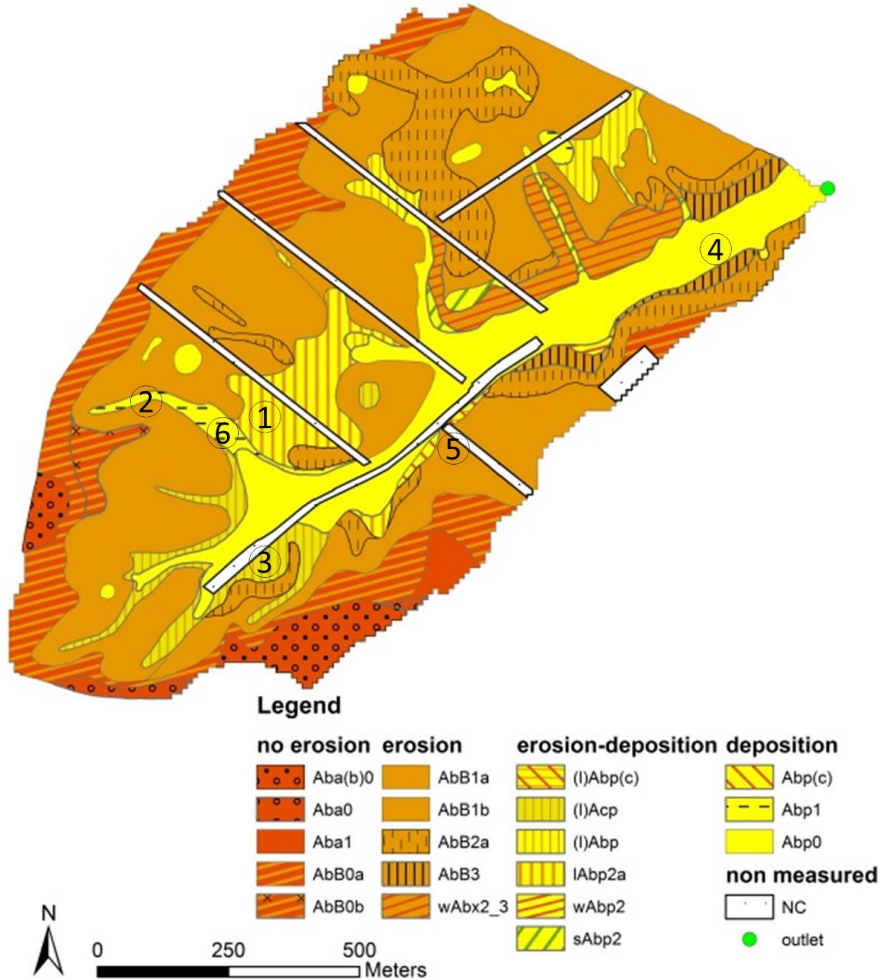 4
2
1
6
5
3
Legend
no erosion erosion erosion-deposition deposition
Aba(b)0 AbB1a (l)Abp(c) Abp(c)
Aba0 AbB1b (l)Acp Abp1
Aba1 AbB2a (l)Abp Abp0
AbB0a AbB3 lAbp2a non measured
AbB0b wAbx2_3 wAbp2 NC
sAbp2 outlet
N
0 250 500
Meters